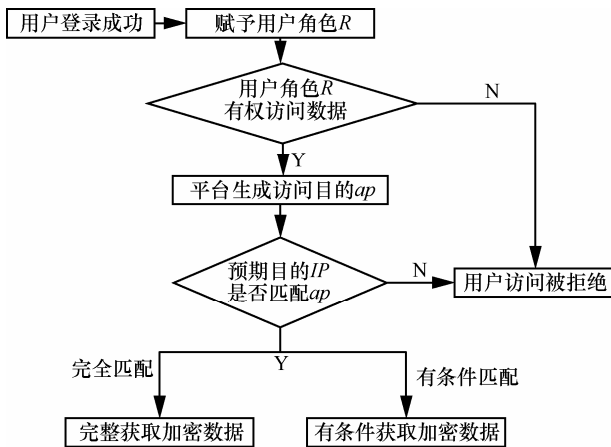 用户登录成功
赋予用户角色R
用户角色R
有权访问数据
N
Y
平台生成访问目的ap
预期目的IP
是否匹配ap
N
用户访问被拒绝
Y
完全匹配
有条件匹配
完整获取加密数据
有条件获取加密数据